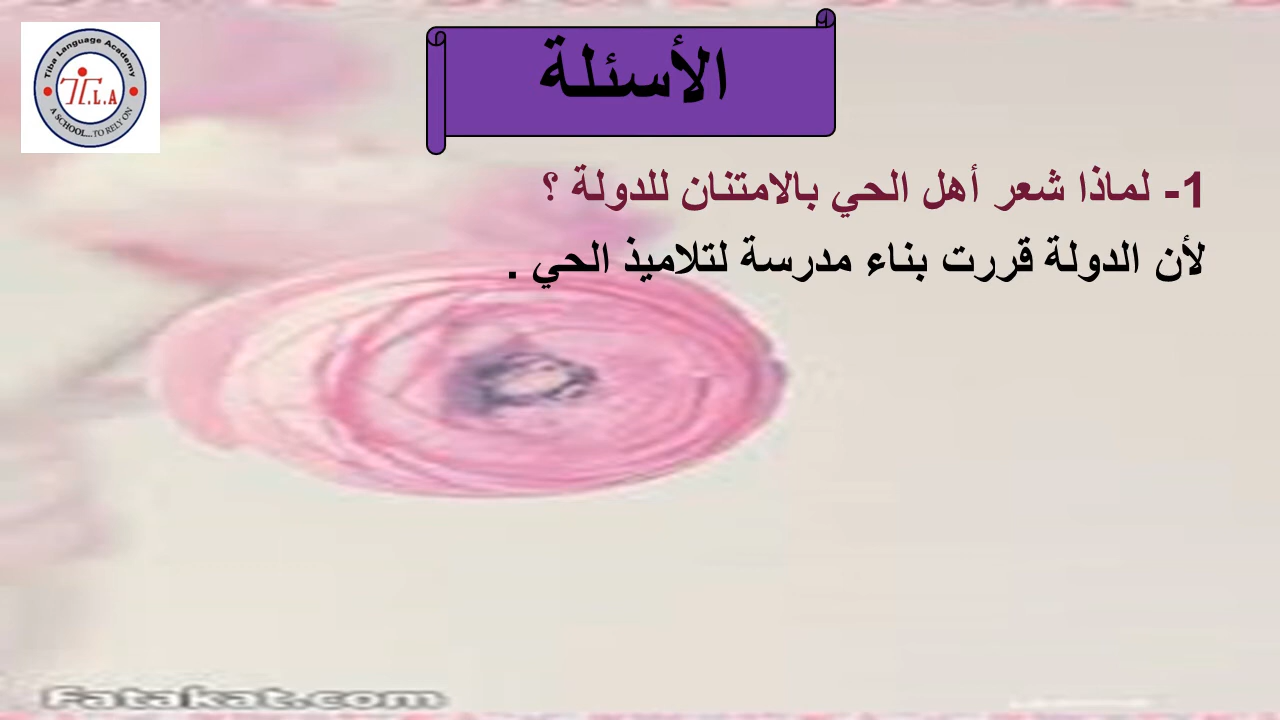 Tiba Language Academy
T.L.A
A SCHOOL...TO RELY ON
الأسئلة
1- لماذا شعر أهل الحي بالامتنان للدولة ؟
لأن الدولة قررت بناء مدرسة لتلاميذ الحي .
Fatakat.com